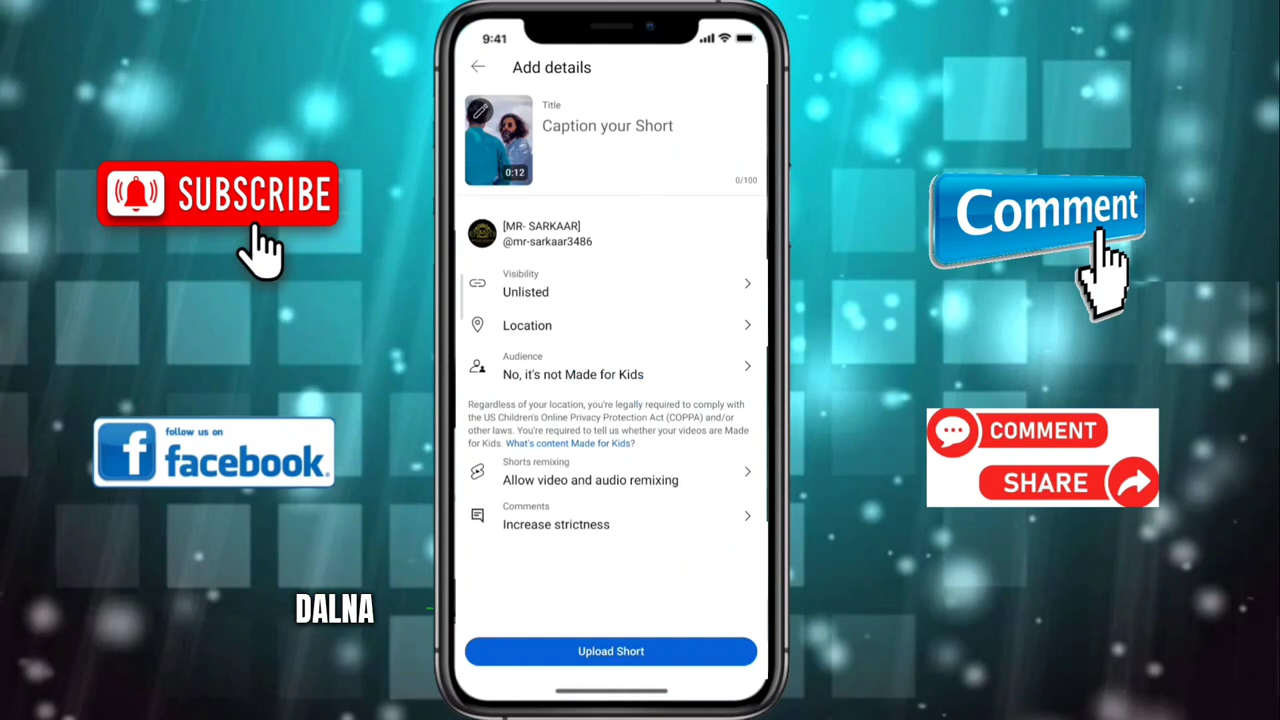 9:41
Add details
Title
Caption your Short
0:12
0/100
SUBSCRIBE
Comment
[MR- SARKAAR]
@mr-sarkaar3486
Visibility
Unlisted
Location
Audience
No, it's not Made for Kids
Regardless of your location, you're legally required to comply with
the US Children's Online Privacy Protection Act (COPPA) and/or
other laws. You're required to tell us whether your videos are Made
for Kids. What's content Made for Kids?
follow us on
facebook
COMMENT
SHARE
Shorts remixing
Allow video and audio remixing
Comments
Increase strictness
DALNA
Upload Short